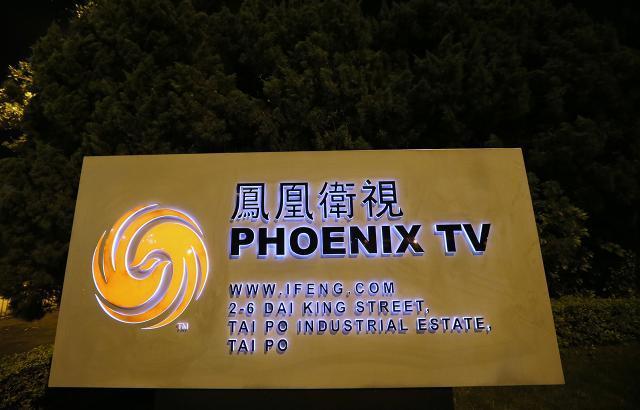 鳳凰衛視
PHOENIX TV
WWW.IFENG.COM
2-6 DAI KING STREET,
TAI PO INDUSTRIAL ESTATE,
TAI PO
TM